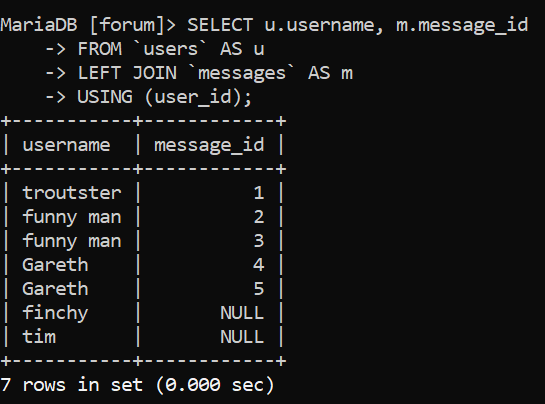 MariaDB [forum]> SELECT u.username, m.message_id
    -> FROM `users` AS u
    -> LEFT JOIN `messages` AS m
    -> USING (user_id);
+-----------+------------+
| username  | message_id |
+-----------+------------+
| troutster |          1 |
| funny man |          2 |
| funny man |          3 |
| Gareth    |          4 |
| Gareth    |          5 |
| finchy    |       NULL |
| tim       |       NULL |
+-----------+------------+
7 rows in set (0.000 sec)